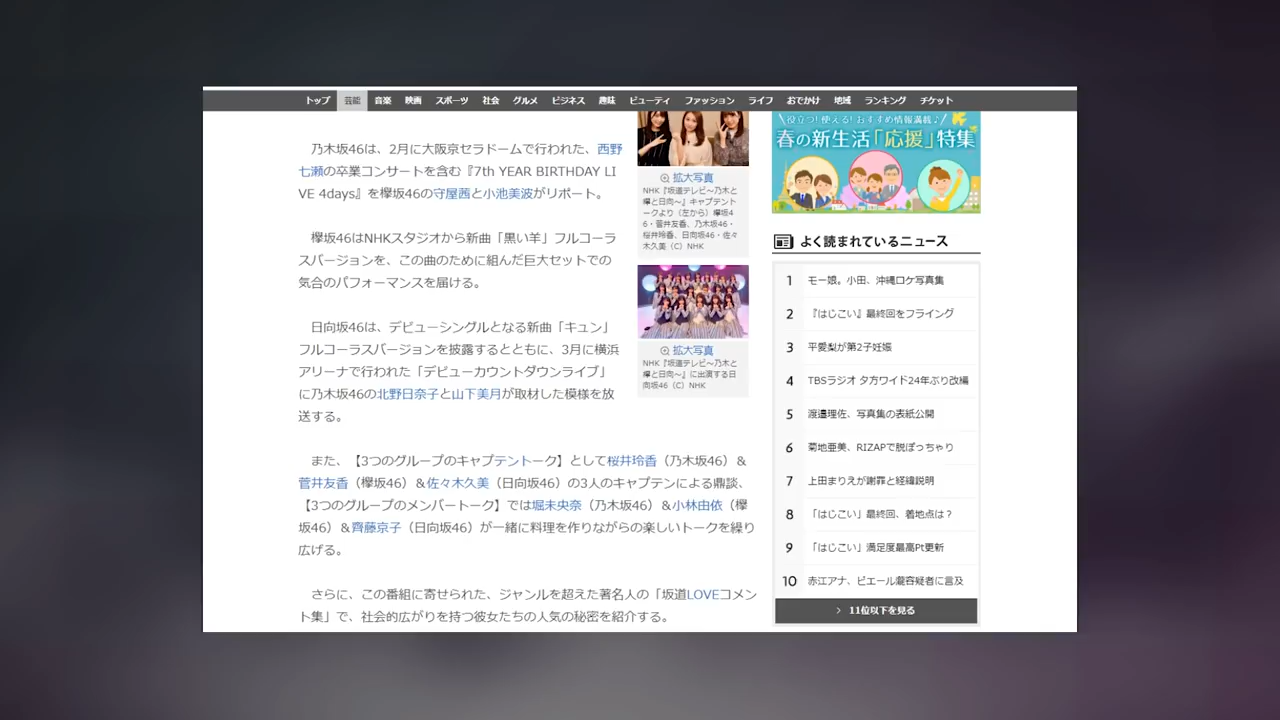 トップ 芸能 音楽 映画 スポーツ 社会 グルメ ビジネス 趣味 ビューティ ファッション ライフ おでかけ 地域 ランキング チケット
乃木坂46は、2月に大阪京セラドームで行われた、西野
七瀬の卒業コンサートを含む『7th YEAR BIRTHDAY LI
VE 4days』を欅坂46の守屋茜と小池美波がリポート。
欅坂46はNHKスタジオから新曲「黒い羊」フルコーラ
スバージョンを、この曲のために組んだ巨大セットでの
気合のパフォーマンスを届ける。
日向坂46は、デビューシングルとなる新曲「キュン」
フルコーラスバージョンを披露するとともに、3月に横浜
アリーナで行われた「デビューカウントダウンライブ」
に乃木坂46の北野日奈子と山下美月が取材した模様を放
送する。
また、【3つのグループのキャプテントーク】として桜井玲香（乃木坂46）＆
菅井友香（欅坂46）＆佐々木久美（日向坂46）の3人のキャプテンによる鼎談、
【3つのグループのメンバートーク】では堀未央奈（乃木坂46）＆小林由依（欅
坂46）＆齊藤京子（日向坂46）が一緒に料理を作りながらの楽しいトークを繰り
広げる。
さらに、この番組に寄せられた、ジャンルを超えた著名人の「坂道LOVEコメン
ト集」で、社会的広がりを持つ彼女たちの人気の秘密を紹介する。
拡大写真
NHK『坂道テレビ～乃木と
欅と日向～』キャプテント
ークより（左から）欅坂4
6・菅井友香、乃木坂46・
桜井玲香、日向坂46・佐々
木久美（C）NHK
拡大写真
NHK『坂道テレビ～乃木と
欅と日向～』に出演する日
向坂46（C）NHK
役立つ！使える！おすすめ情報満載♪
春の新生活「応援」特集
よく読まれているニュース
1 モー娘。小田、沖縄ロケ写真集
2 『はじこい』最終回をフライング
3 平愛梨が第2子妊娠
4 TBSラジオ 夕方ワイド24年ぶり改編
5 渡邉理佐、写真集の表紙公開
6 菊地亜美、RIZAPで脱ぽっちゃり
7 上田まりえが謝罪と経緯説明
8 「はじこい」最終回、着地点は？
9 「はじこい」満足度最高Pt更新
10 赤江アナ、ピエール瀧容疑者に言及
> 11位以下を見る